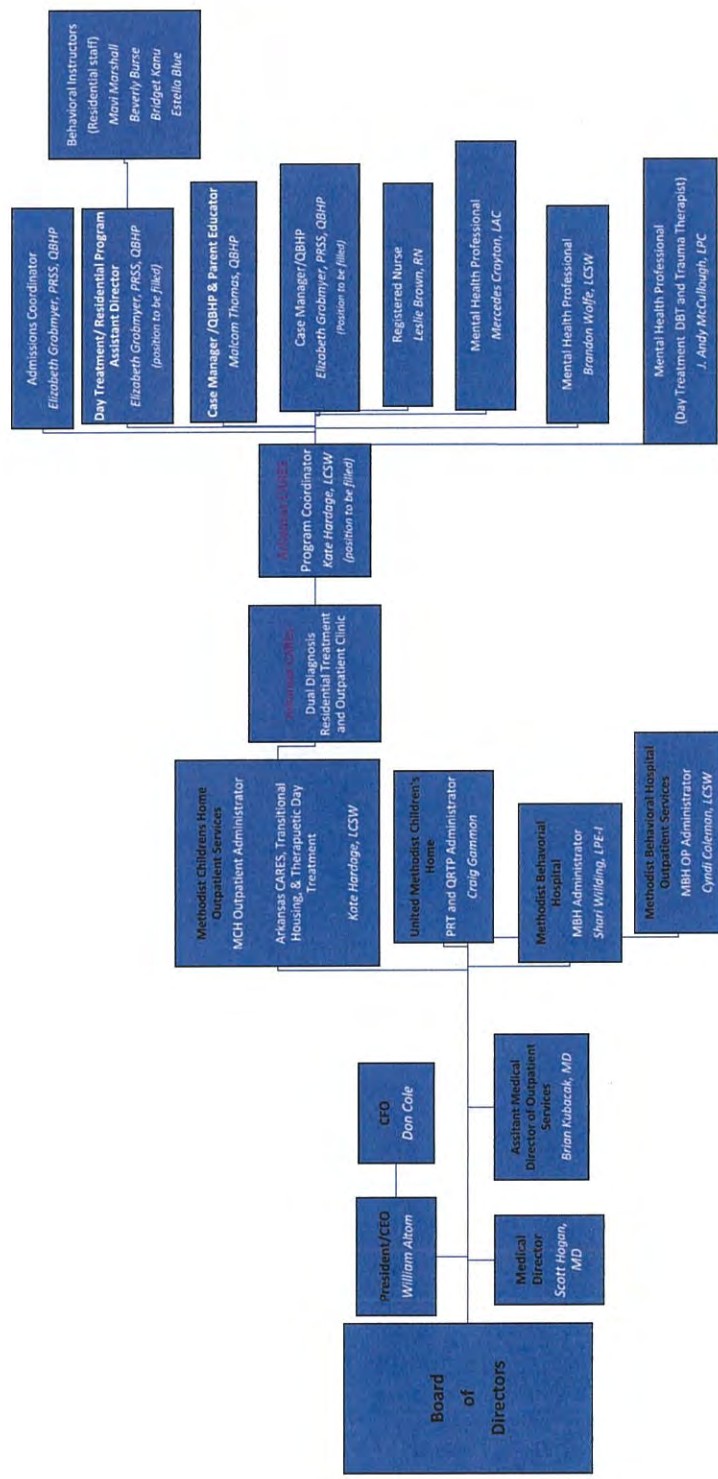 Board
of
Directors
President/CEO
William Altom
CFO
Don Cole
Medical
Director
Scott Hogan,
MD
Assitant Medical
Director of Outpatient
Services
Brian Kubacak, MD
Methodist Childrens Home
Outpatient Services
MCH Outpatient Administrator
Arkansas CARES, Transitional
Housing, & Therapuetic Day
Treatment
Kate Hardage, LCSW
United Methodist Children's
Home
PRT and QRTP Administrator
Craig Gammon
Methodist Behavorial
Hospital
MBH Administrator
Shari Willding, LPE-I
Methodist Behavioral Hospital
Outpatient Services
MBH OP Administrator
Cyndi Coleman, LCSW
Arkansas CARES
Dual Diagnosis
Residential Treatment
and Outpatient Clinic
Arkansas CARES
Program Coordinator
Kate Hardage, LCSW
(position to be filled)
Admissions Coordinator
Elizabeth Grobmyer, PRSS, QBHP
Day Treatment/ Residential Program
Assistant Director
Elizabeth Grobmyer, PRSS, QBHP
(position to be filled)
Behavioral Instructors
(Residential staff)
Mavi Marshall
Beverly Burse
Bridget Kanu
Estella Blue
Case Manager /QBHP & Parent Educator
Malcom Thomas, QBHP
Case Manager/QBHP
Elizabeth Grobmyer, PRSS, QBHP
(Position to be filled)
Registered Nurse
Leslie Brown, RN
Mental Health Professional
Mercedes Croyton, LAC
Mental Health Professional
Brandon Wolfe, LCSW
Mental Health Professional
(Day Treatment DBT and Trauma Therapist)
J. Andy McCullough, LPC